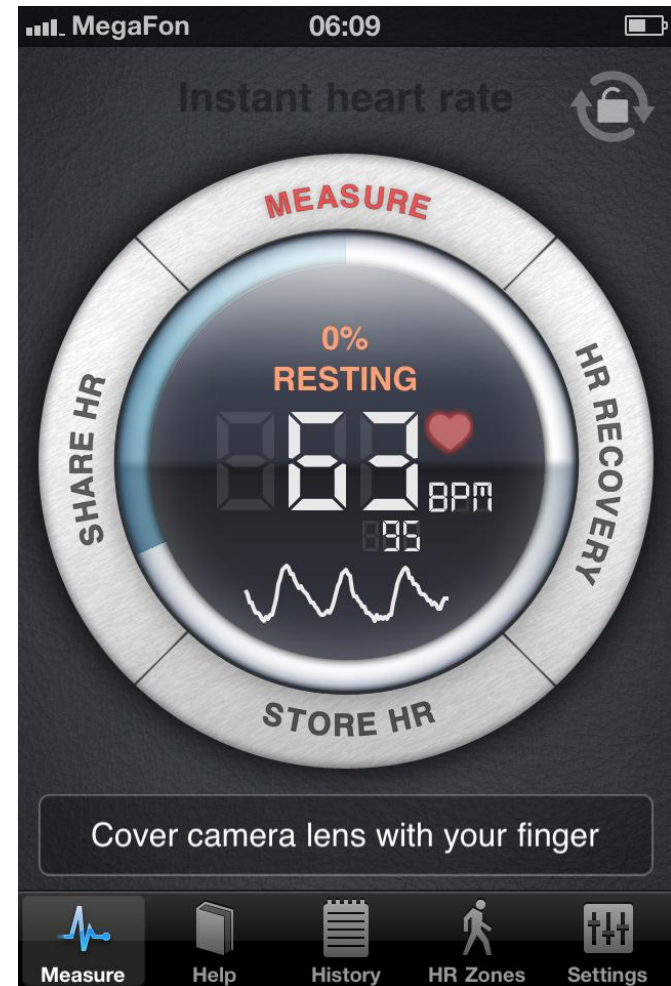 MegaFon 06:09
Instant heart rate
MEASURE
0%
RESTING
SHARE HR
63
BPM
95
HR RECOVERY
STORE HR
Cover camera lens with your finger
Measure Help History HR Zones Settings